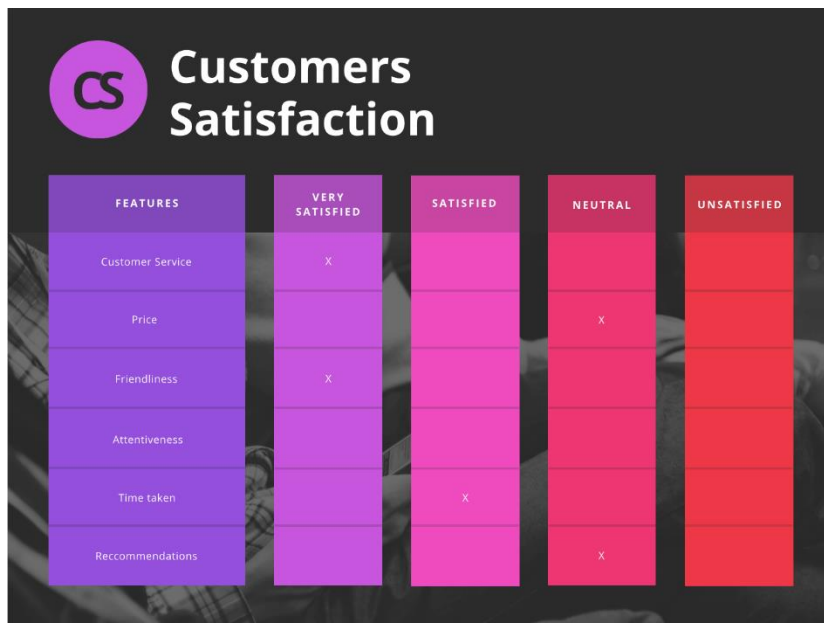 CS
Customers
Satisfaction
FEATURES
VERY
SATISFIED
SATISFIED
NEUTRAL
UNSATISFIED
Customer Service
X
Price
X
Friendliness
X
Attentiveness
Time taken
X
Reccommendations
X